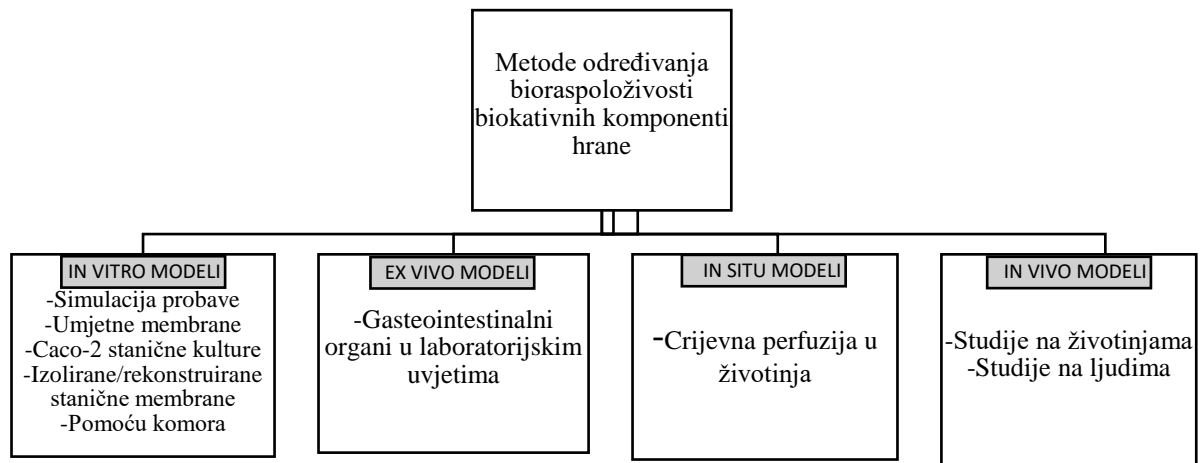 Metode određivanja
bioraspoloživosti
biokativnih komponenti
hrane
IN VITRO MODELI
-Simulacija probave
-Umjetne membrane
-Caco-2 stanične kulture
-Izolirane/rekonstruirane
stanične membrane
-Pomoću komora
EX VIVO MODELI
-Gasteointestinalni
organi u laboratorijskim
uvjetima
IN SITU MODELI
-Crijevna perfuzija u
životinja
IN VIVO MODELI
-Studije na životinjama
-Studije na ljudima